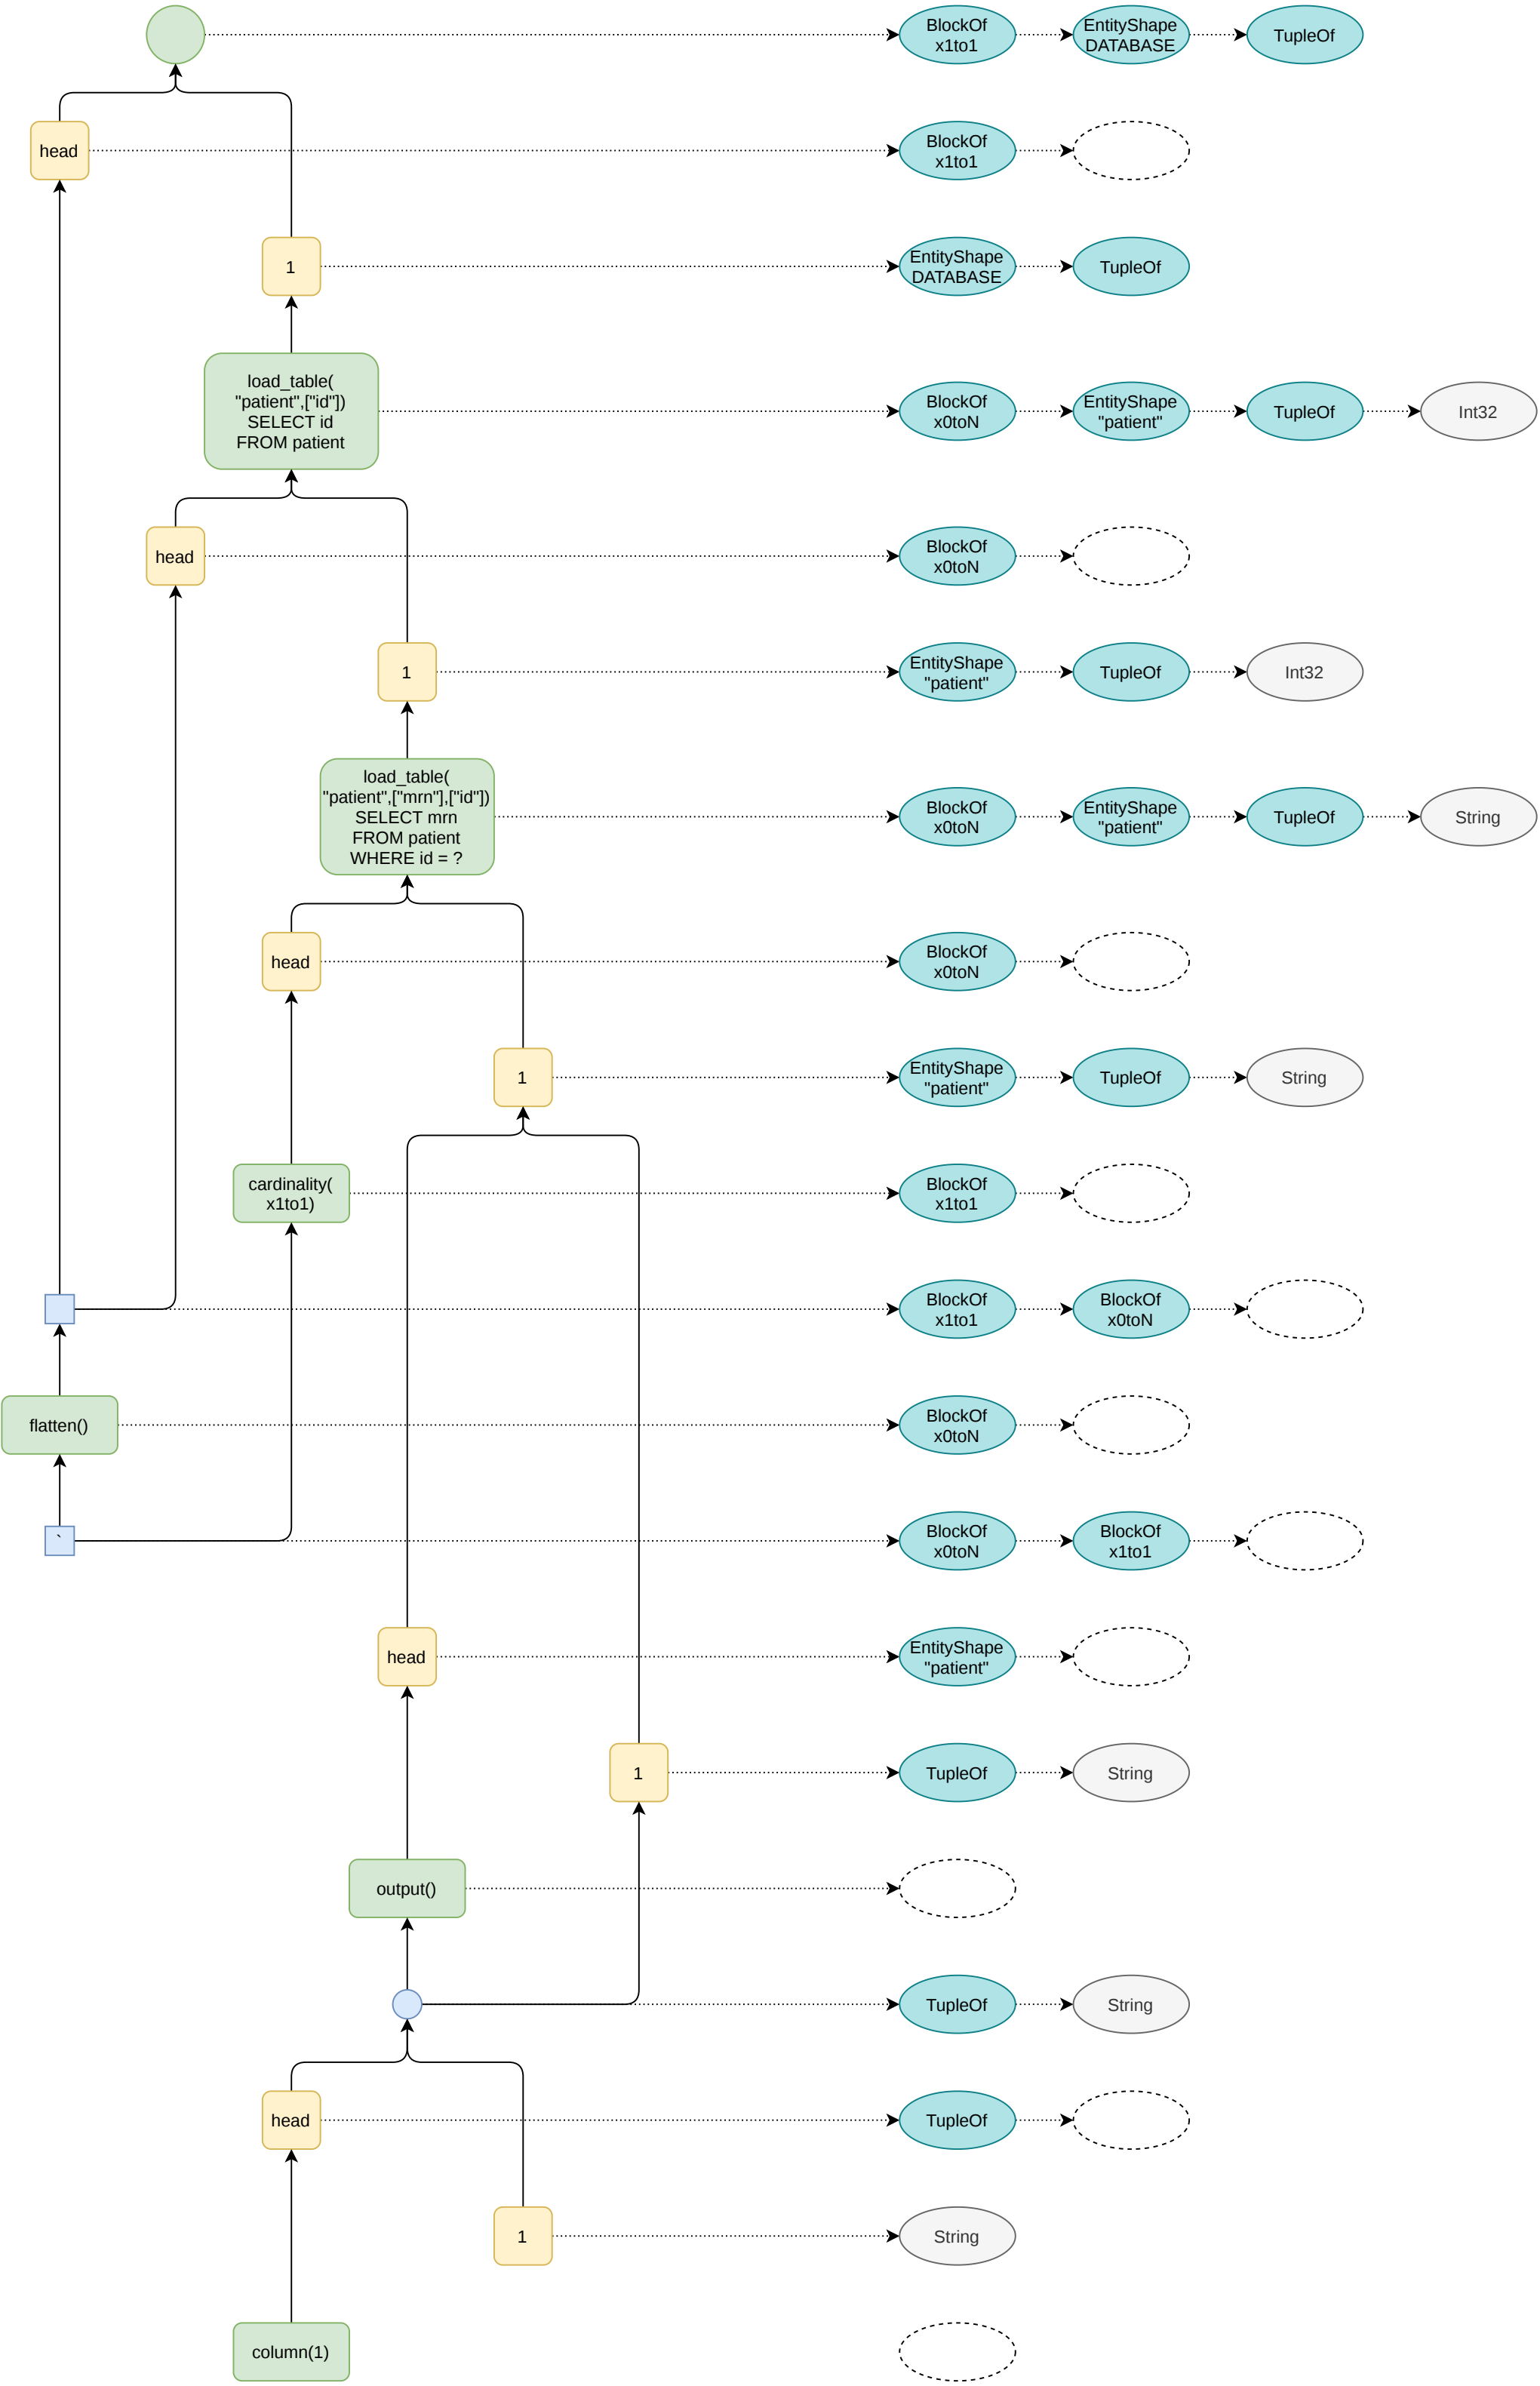 BlockOf
x1to1
EntityShape
DATABASE
TupleOf
head
BlockOf
x1to1
1
EntityShape
DATABASE
TupleOf
load_table(
"patient",["id"])
SELECT id
FROM patient
BlockOf
x0toN
EntityShape
"patient"
TupleOf
Int32
head
BlockOf
x0toN
1
EntityShape
"patient"
TupleOf
Int32
load_table(
"patient",["mrn"],["id"])
SELECT mrn
FROM patient
WHERE id = ?
BlockOf
x0toN
EntityShape
"patient"
TupleOf
String
head
BlockOf
x0toN
1
EntityShape
"patient"
TupleOf
String
cardinality(
x1to1)
BlockOf
x1to1
BlockOf
x1to1
BlockOf
x0toN
flatten()
BlockOf
x0toN
`
BlockOf
x0toN
BlockOf
x1to1
head
EntityShape
"patient"
1
TupleOf
String
output()
TupleOf
String
head
TupleOf
1
String
column(1)